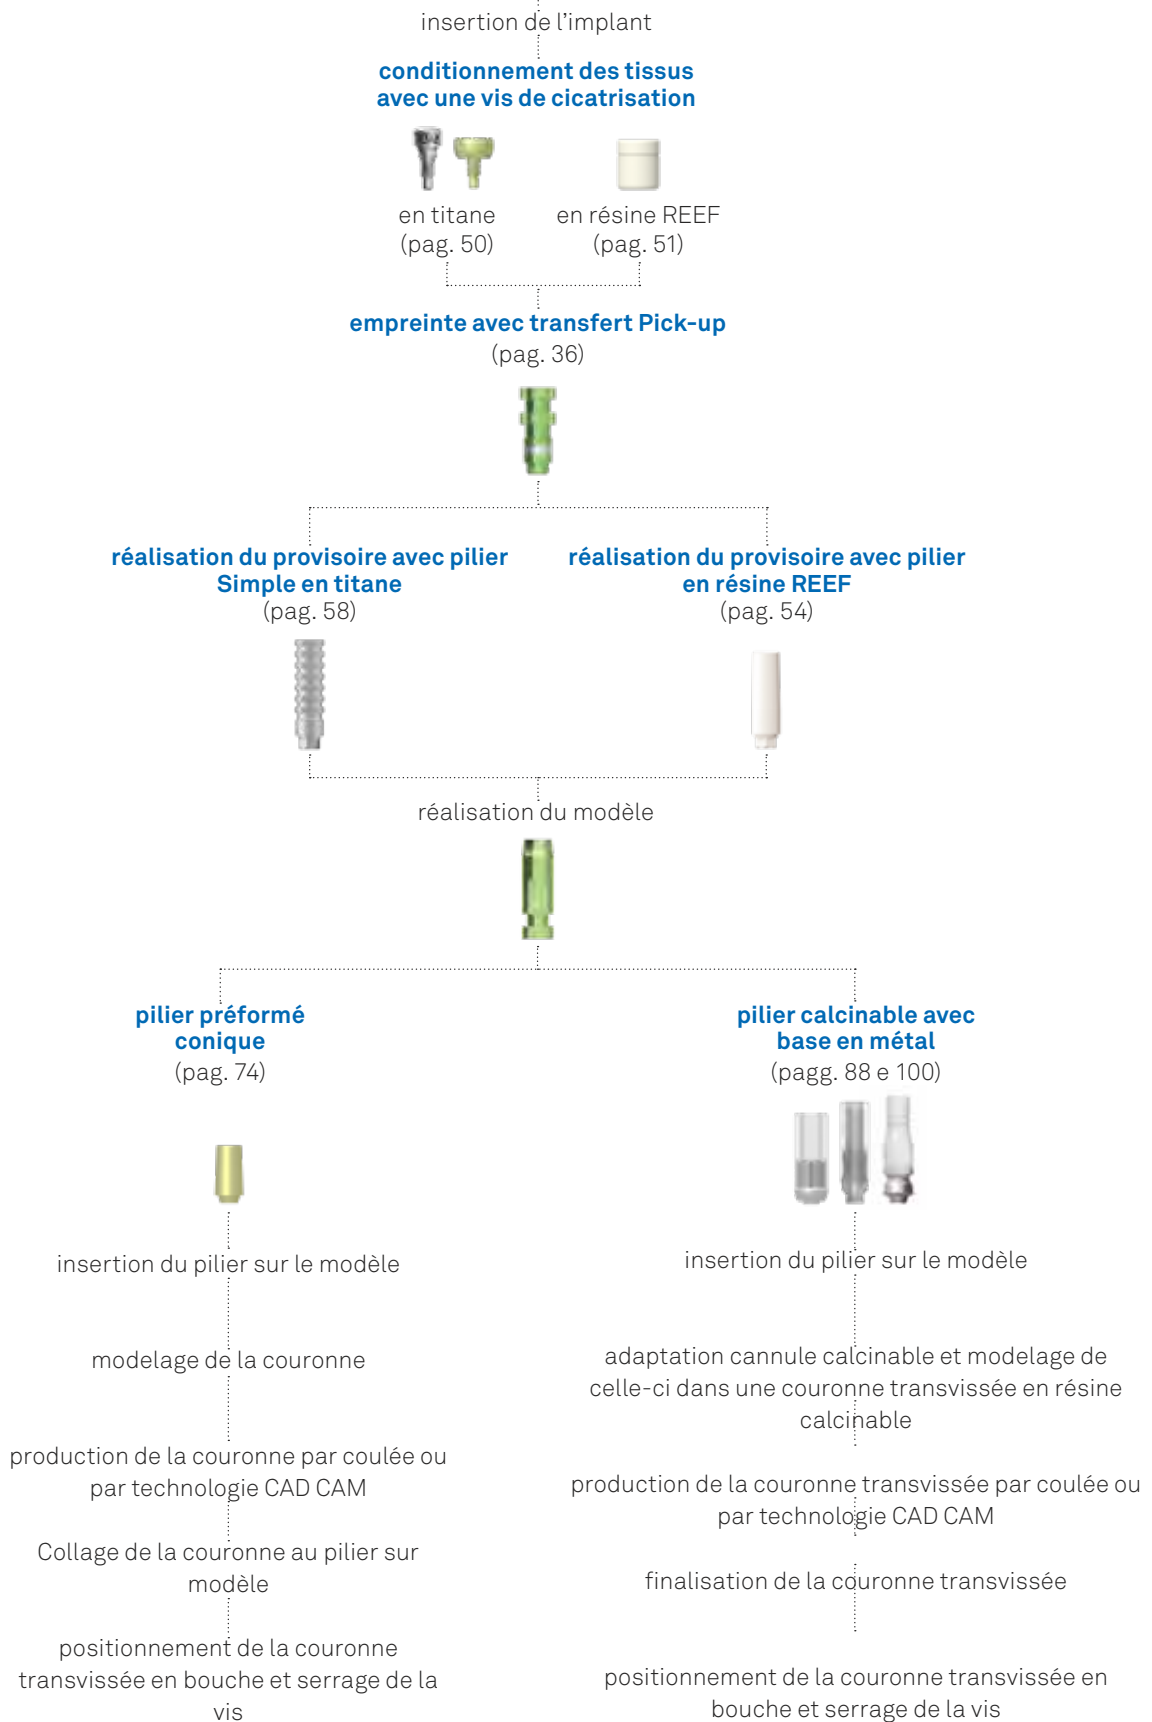 insertion de l’implant
conditionnement des tissus
avec une vis de cicatrisation
en titane
(pag. 50)
en résine REEF
(pag. 51)
empreinte avec transfert Pick-up
(pag. 36)
réalisation du provisoire avec pilier
Simple en titane
(pag. 58)
réalisation du provisoire avec pilier
en résine REEF
(pag. 54)
réalisation du modèle
pilier préformé
conique
(pag. 74)
insertion du pilier sur le modèle
modelage de la couronne
production de la couronne par coulée ou
par technologie CAD CAM
Collage de la couronne au pilier sur
modèle
positionnement de la couronne
transvissée en bouche et serrage de la
vis
pilier calcinable avec
base en métal
(pagg. 88 e 100)
insertion du pilier sur le modèle
adaptation cannule calcinable et modelage de
celle-ci dans une couronne transvissée en résine
calcinable
production de la couronne transvissée par coulée ou
par technologie CAD CAM
finalisation de la couronne transvissée
positionnement de la couronne transvissée en
bouche et serrage de la vis